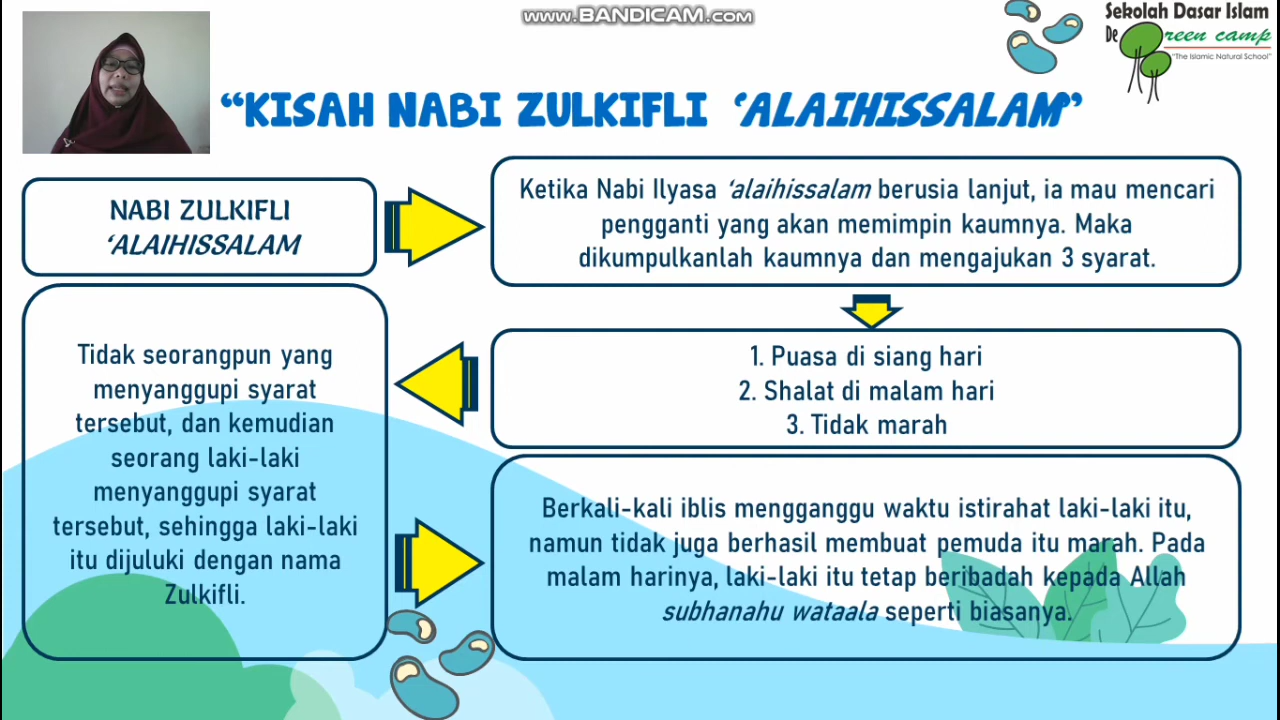 www.BANDICAM.com
Sekolah Dasar Islam
De Green camp
"The Islamic Natural School"
“KISAH NABI ZULKIFLI ‘ALAIHISSALAM”
NABI ZULKIFLI
‘ALAIHISSALAM
Ketika Nabi Ilyasa ‘alaihissalam berusia lanjut, ia mau mencari
pengganti yang akan memimpin kaumnya. Maka
dikumpulkanlah kaumnya dan mengajukan 3 syarat.
1. Puasa di siang hari
2. Shalat di malam hari
3. Tidak marah
Tidak seorangpun yang
menyanggupi syarat
tersebut, dan kemudian
seorang laki-laki
menyanggupi syarat
tersebut, sehingga laki-laki
itu dijuluki dengan nama
Zulkifli.
Berkali-kali iblis mengganggu waktu istirahat laki-laki itu,
namun tidak juga berhasil membuat pemuda itu marah. Pada
malam harinya, laki-laki itu tetap beribadah kepada Allah
subhanahu wataala seperti biasanya.